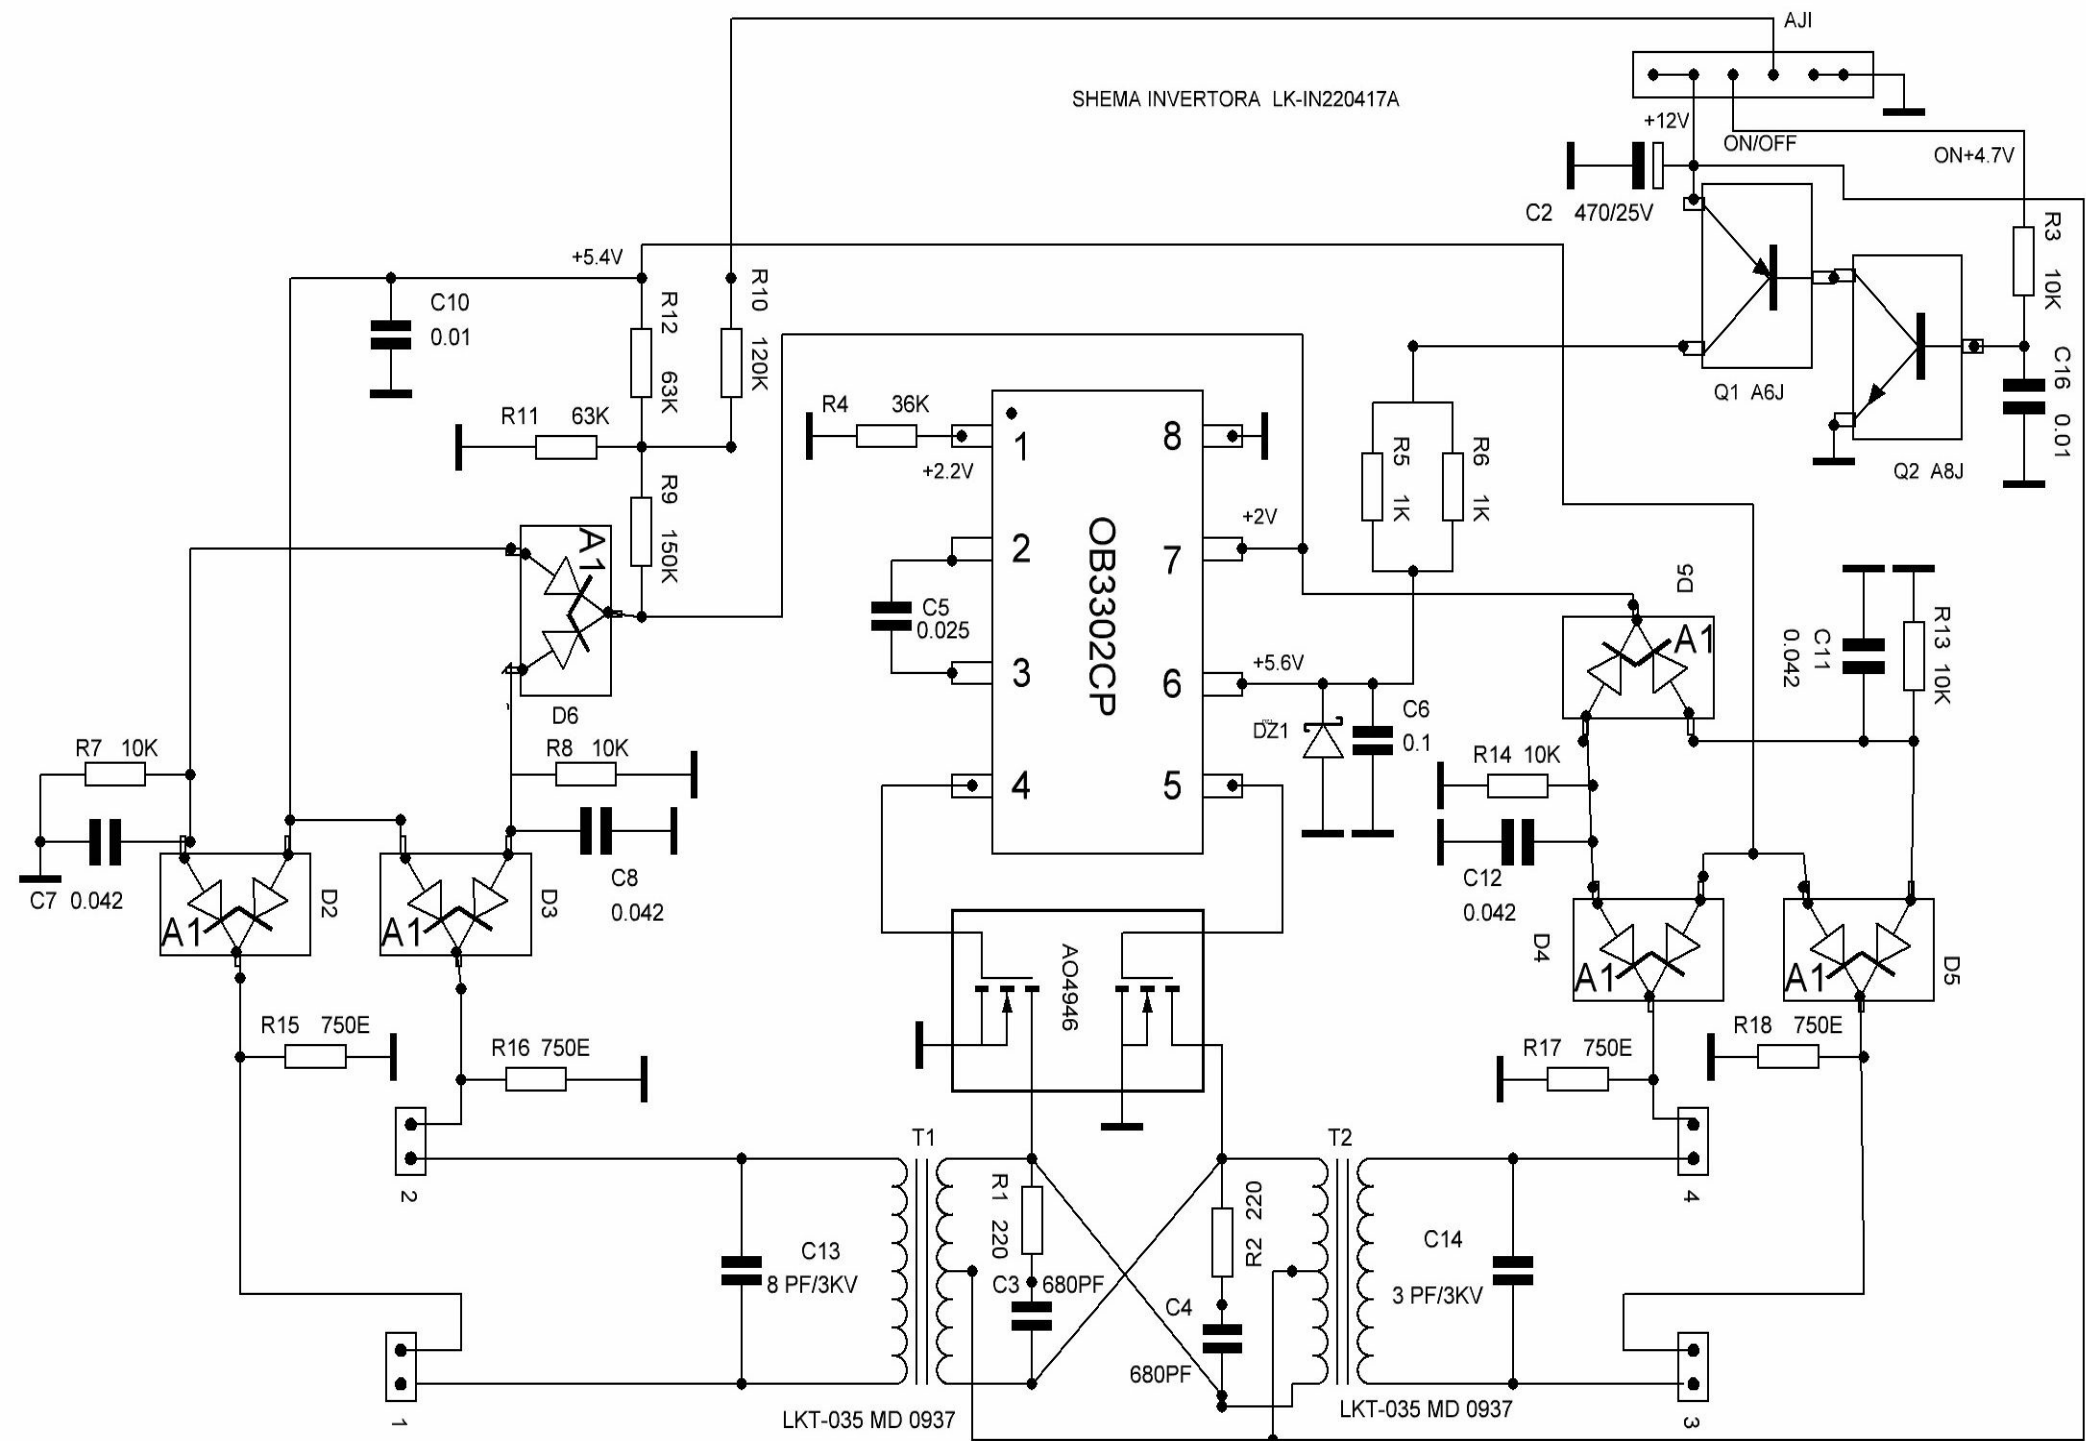 AJI
SHEMA INVERTORA LK-IN220417A
+12V
ON/OFF
ON+4.7V
C2 470/25V
R3 10K
+5.4V
C10
0.01
R12 63K
R10 120K
R11 63K
R4 36K
+2.2V
1
8
Q1 A6J
C16 0.01
Q2 A8J
R5 1K
R6 1K
R9 150K
A1
D6
2
7
+2V
OB3302CP
C5
0.025
3
6
+5.6V
DZ1
C6
0.1
D5
A1
C11
0.042
R13 10K
R7 10K
R8 10K
4
5
R14 10K
C7 0.042
A1
D2
A1
D3
C8
0.042
C12
0.042
D4
A1
A1
D5
AO4946
R15 750E
R16 750E
R17 750E
R18 750E
2
T1
T2
4
R1 220
R2 220
C13
8 PF/3KV
C3 680PF
C4
680PF
C14
3 PF/3KV
1
LKT-035 MD 0937
LKT-035 MD 0937
3